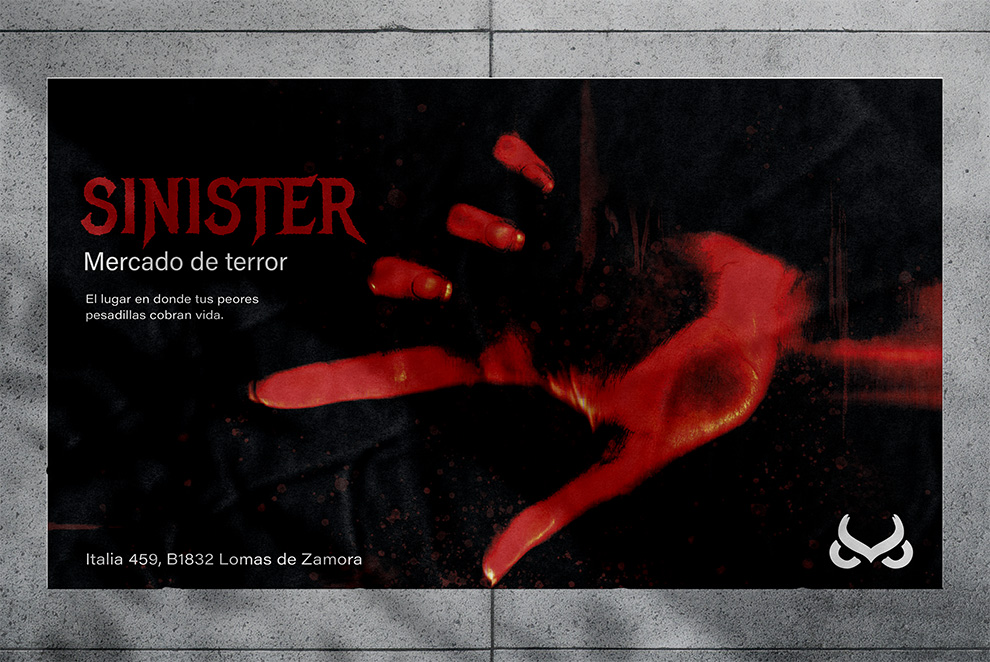 SINISTER
Mercado de terror
El lugar en donde tus peores
pesadillas cobran vida.
Italia 459, B1832 Lomas de Zamora